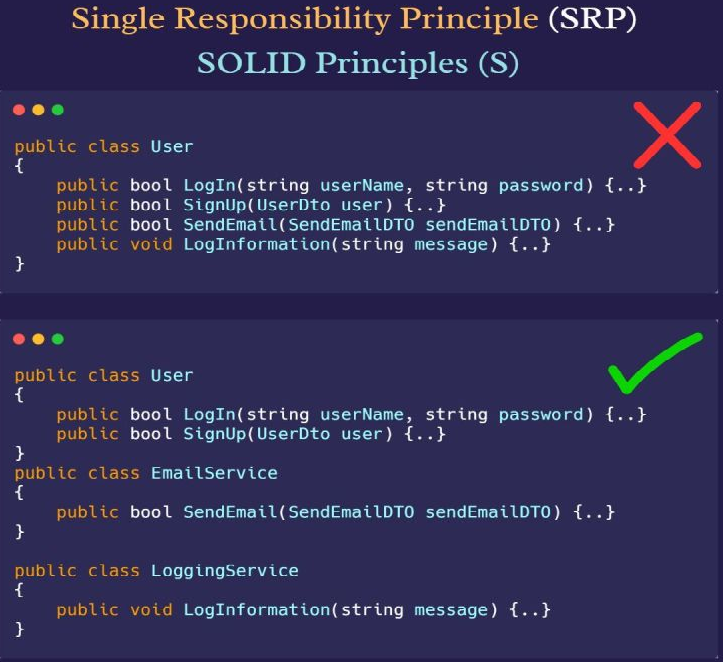 Single Responsibility Principle (SRP)
SOLID Principles (S)
public class User
{
    public bool LogIn(string userName, string password) {..}
    public bool SignUp(UserDto user) {..}
    public bool SendEmail(SendEmailDTO sendEmailDTO) {..}
    public void LogInformation(string message) {..}
}
public class User
{
    public bool LogIn(string userName, string password) {..}
    public bool SignUp(UserDto user) {..}
}
public class EmailService
{
    public bool SendEmail(SendEmailDTO sendEmailDTO) {..}
}
public class LoggingService
{
    public void LogInformation(string message) {..}
}